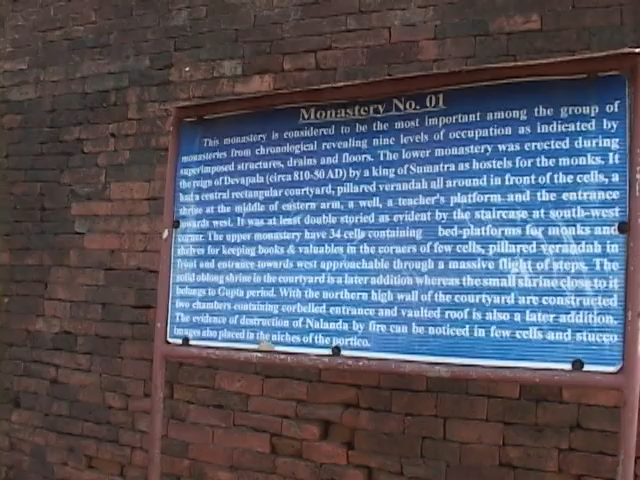 Monastery No. 01
This monastery is considered to be the most important among the group of
monasteries from chronological revealing nine levels of occupation as indicated by
superimposed structures, drains and floors. The lower monastery was erected during
the reign of Devapala (circa 810-50 AD) by a king of Sumatra as hostels for the monks. It
had a central rectangular courtyard, pillared verandah all around in front of the cells, a
shrine at the middle of eastern arm, a well, a teacher's platform and the entrance
towards west. It was at least double storied as evident by the staircase at south-west
corner. The upper monastery have 34 cells containing bed-platforms for monks and
shelves for keeping books & valuables in the corners of few cells, pillared verandah in
front and entrance towards west approachable through a massive flight of steps. The
solid oblong shrine in the courtyard is a later addition whereas the small shrine close to it
belongs to Gupta period. With the northern high wall of the courtyard are constructed
two chambers containing corbelled entrance and vaulted roof is also a later addition.
The evidence of destruction of Nalanda by fire can be noticed in few cells and stucco
images also placed in the niches of the portico.